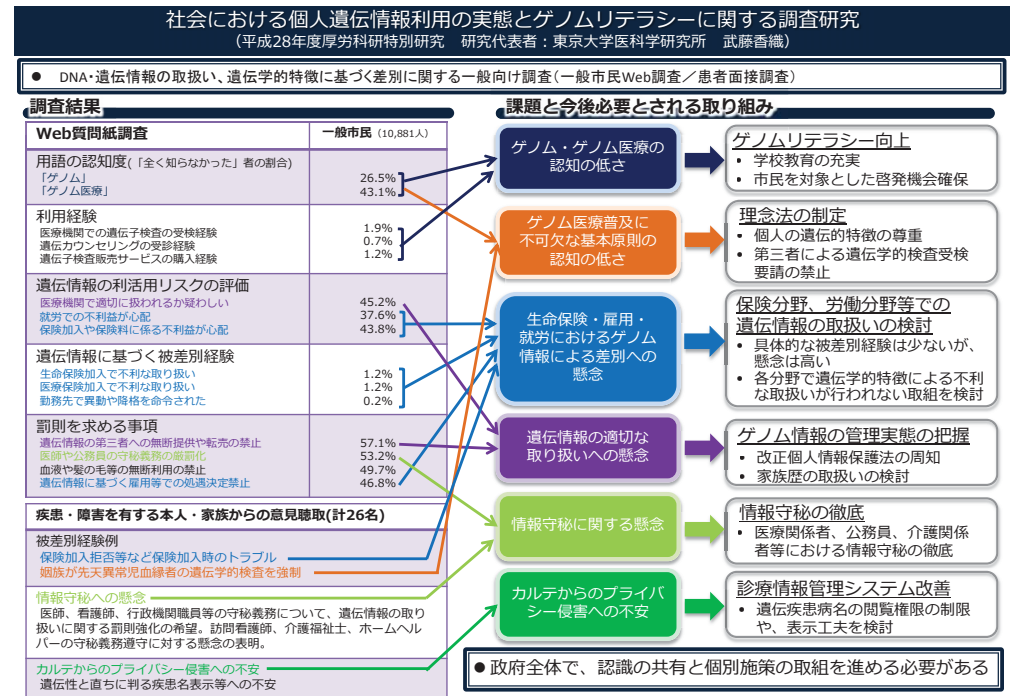 社会における個人遺伝情報利用の実態とゲノムリテラシーに関する調査研究
(平成28年度厚労科研特別研究　研究代表者：東京大学医科学研究所　武藤香織)
● DNA・遺伝情報の取扱い、遺伝学的特徴に基づく差別に関する一般向け調査(一般市民Web調査／患者面接調査)
調査結果
Web質問紙調査 一般市民 (10,881人)
用語の認知度(「全く知らなかった」者の割合)
「ゲノム」 26.5%
「ゲノム医療」 43.1%
利用経験
医療機関での遺伝子検査の受検経験 1.9%
遺伝カウンセリングの受診経験 0.7%
遺伝子検査販売サービスの購入経験 1.2%
遺伝情報の利活用リスクの評価
医療機関で適切に扱われるか疑わしい 45.2%
就労での不利益が心配 37.6%
保険加入や保険料に係る不利益が心配 43.8%
遺伝情報に基づく被差別経験
生命保険加入で不利な取り扱い 1.2%
医療保険加入で不利な取り扱い 1.2%
勤務先で異動や降格を命令された 0.2%
罰則を求める事項
遺伝情報の第三者への無断提供や転売の禁止 57.1%
医師や公務員の守秘義務の厳罰化 53.2%
血液や髪の毛等の無断利用の禁止 49.7%
遺伝情報に基づく雇用等での処遇決定禁止 46.8%
疾患・障害を有する本人・家族からの意見聴取(計26名)
被差別経験例
保険加入拒否等など保険加入時のトラブル
姻族が先天異常児血縁者の遺伝学的検査を強制
情報守秘への懸念
医師、看護師、行政機関職員等の守秘義務について、遺伝情報の取り
扱いに関する罰則強化の希望。訪問看護師、介護福祉士、ホームヘル
パーの守秘義務遵守に対する懸念の表明。
カルテからのプライバシー侵害への不安
遺伝性と直ちに判る疾患名表示等への不安
課題と今後必要とされる取り組み
ゲノム・ゲノム医療の
認知の低さ
ゲノムリテラシー向上
• 学校教育の充実
• 市民を対象とした啓発機会確保
ゲノム医療普及に
不可欠な基本原則の
認知の低さ
理念法の制定
• 個人の遺伝的特徴の尊重
• 第三者による遺伝学的検査受検
要請の禁止
生命保険・雇用・
就労におけるゲノム
情報による差別への
懸念
保険分野、労働分野等での
遺伝情報の取扱いの検討
• 具体的な被差別経験は少ないが、
懸念は高い
• 各分野で遺伝学的特徴による不利
な取扱いが行われない取組を検討
遺伝情報の適切な
取り扱いへの懸念
ゲノム情報の管理実態の把握
• 改正個人情報保護法の周知
• 家族歴の取扱いの検討
情報守秘に関する懸念
情報守秘の徹底
• 医療関係者、公務員、介護関係
者等における情報守秘の徹底
カルテからのプライバ
シー侵害への不安
診療情報管理システム改善
• 遺伝疾患病名の閲覧権限の制限
や、表示工夫を検討
● 政府全体で、認識の共有と個別施策の取組を進める必要がある